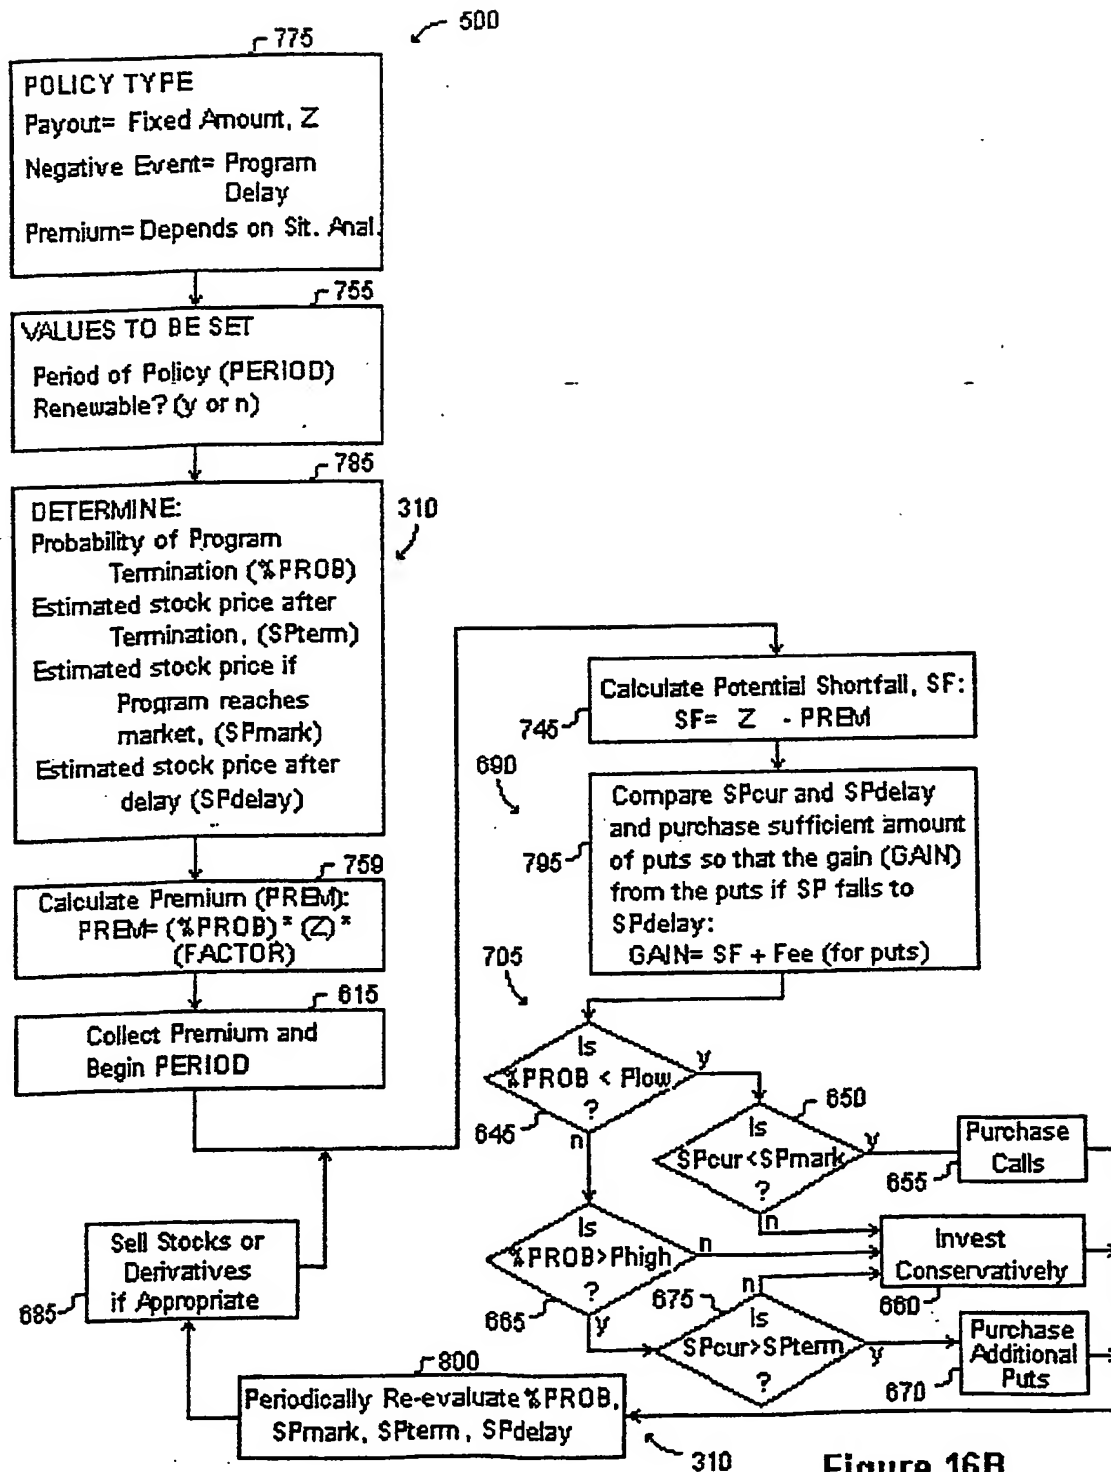 500
775
POLICY TYPE
Payout= Fixed Amount, Z
Negative Event= Program
Delay
Premium= Depends on Sit. Anal.
755
VALUES TO BE SET
Period of Policy (PERIOD)
Renewable? (y or n)
785
DETERMINE:
Probability of Program
Termination (%PROB)
Estimated stock price after
Termination, (SPterm)
Estimated stock price if
Program reaches
market, (SPmark)
Estimated stock price after
delay (SPdelay)
310
759
Calculate Premium (PREM):
PREM= (%PROB)* (Z)*
(FACTOR)
615
Collect Premium and
Begin PERIOD
Calculate Potential Shortfall, SF:
SF= Z - PREM
745
690
Compare SPcur and SPdelay
and purchase sufficient amount
of puts so that the gain (GAIN)
from the puts if SP falls to
SPdelay:
GAIN= SF + Fee (for puts)
795
705
Is
%PROB < Plow
?
y
n
645
650
Is
SPcur<SPmark
?
y
n
Purchase
Calls
655
Is
%PROB>Phigh
?
n
y
665
Invest
Conservatively
660
675
n
Is
SPcur>SPterm
?
y
Purchase
Additional
Puts
670
Sell Stocks or
Derivatives
if Appropriate
685
800
Periodically Re-evaluate %PROB,
SPmark, SPterm, SPdelay
310
Figure 16B